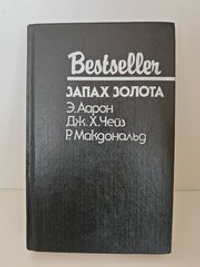 Bestseller
ЗАПАХ ЗОЛОТА
Э. Аарон
Дж. Х. Чейз
Р. Макдональд